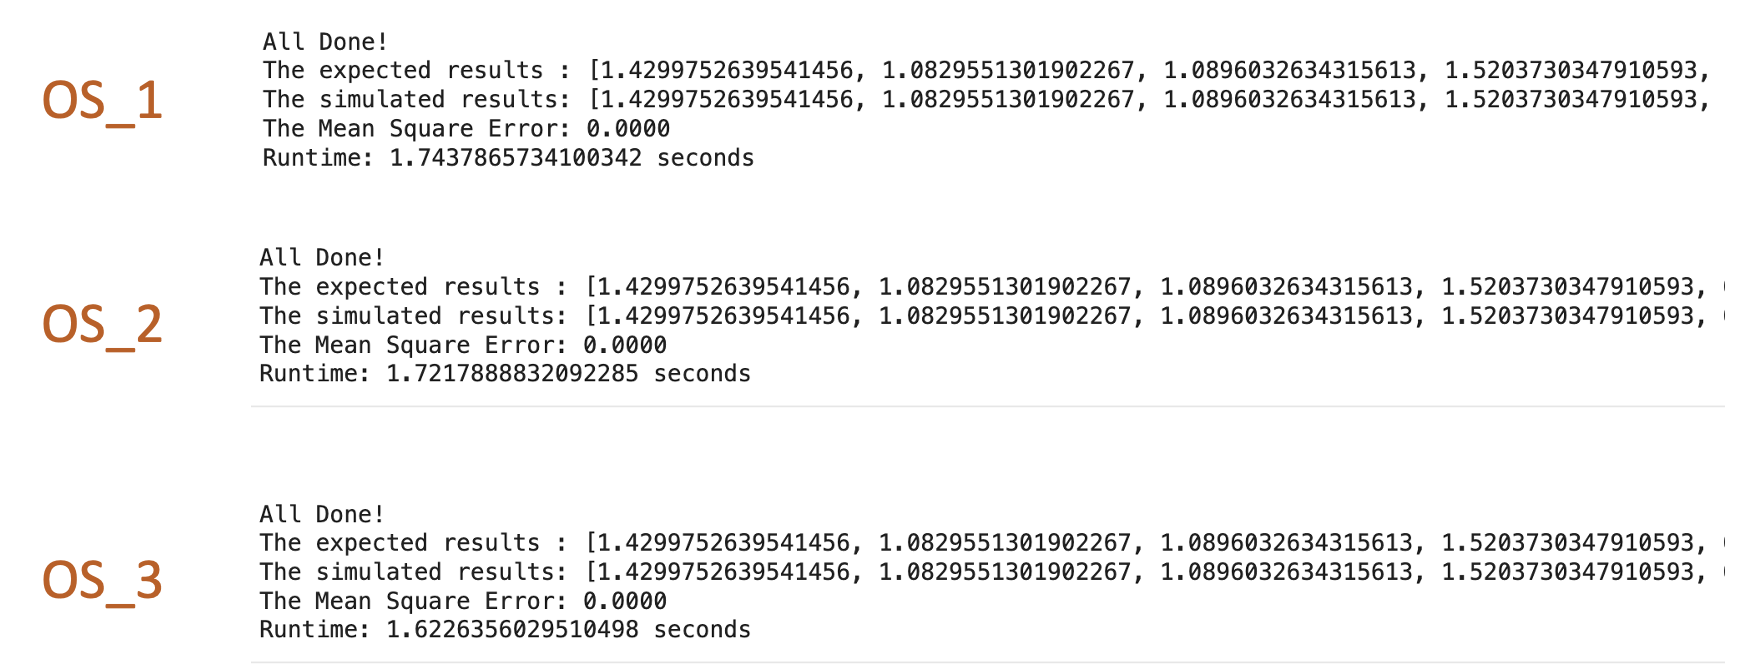 OS_1
All Done!
The expected results : [1.4299752639541456, 1.0829551301902267, 1.0896032634315613, 1.5203730347910593,
The simulated results: [1.4299752639541456, 1.0829551301902267, 1.0896032634315613, 1.5203730347910593,
The Mean Square Error: 0.0000
Runtime: 1.7437865734100342 seconds
OS_2
All Done!
The expected results : [1.4299752639541456, 1.0829551301902267, 1.0896032634315613, 1.5203730347910593,
The simulated results: [1.4299752639541456, 1.0829551301902267, 1.0896032634315613, 1.5203730347910593,
The Mean Square Error: 0.0000
Runtime: 1.7217888832092285 seconds
OS_3
All Done!
The expected results : [1.4299752639541456, 1.0829551301902267, 1.0896032634315613, 1.5203730347910593,
The simulated results: [1.4299752639541456, 1.0829551301902267, 1.0896032634315613, 1.5203730347910593,
The Mean Square Error: 0.0000
Runtime: 1.6226356029510498 seconds